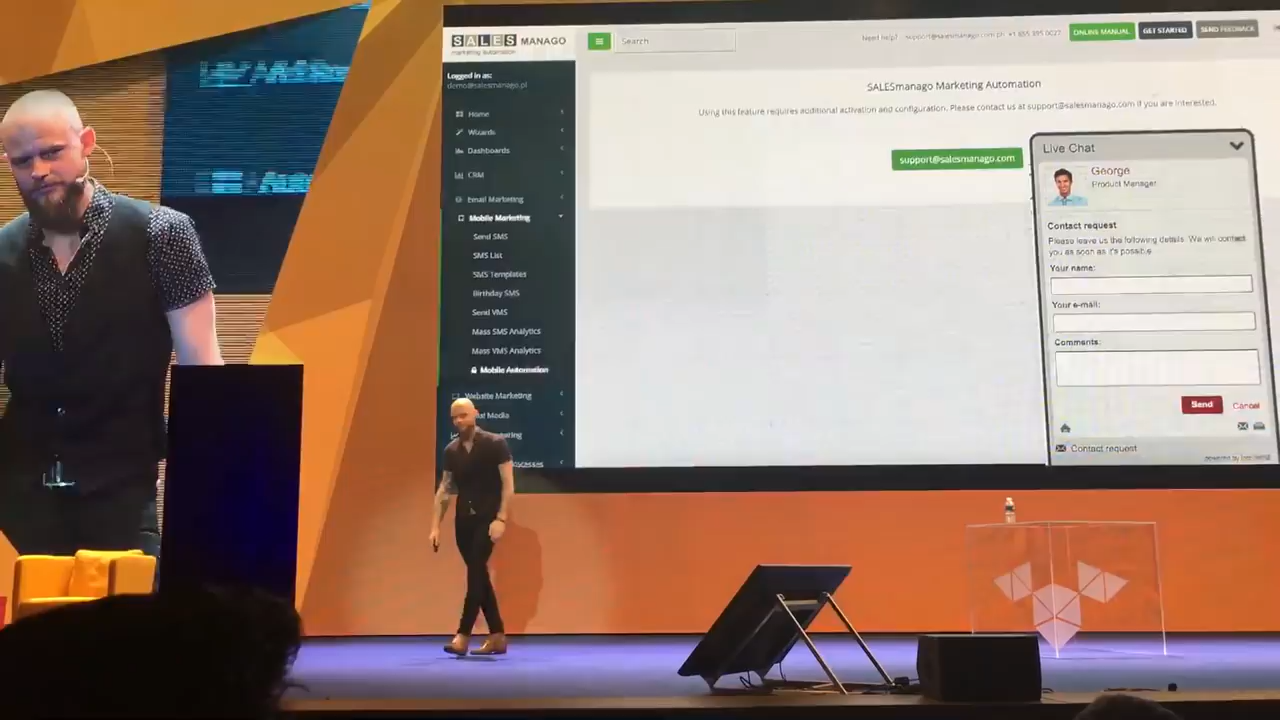 SALES MANAGO
marketing automation
Search
Need help? support@salesmanago.com
ONLINE MANUAL
GET STARTED
SEND FEEDBACK
Logged in as:
demo@salesmanago.pl
Home
Wizards
Dashboards
CRM
Email Marketing
Mobile Marketing
Send SMS
SMS List
SMS Templates
Birthday SMS
Send VMS
Mass SMS Analytics
Mass VMS Analytics
Mobile Automation
Website Marketing
Media
SALESmanago Marketing Automation
Using this feature requires additional activation and configuration. Please contact us at support@salesmanago.com if you are interested.
support@salesmanago.com
Live Chat
George
Product Manager
Contact request
Please leave us the following details. We will contact
you as soon as it's possible.
Your name:
Your e-mail:
Comments:
Send
Cancel
Contact request